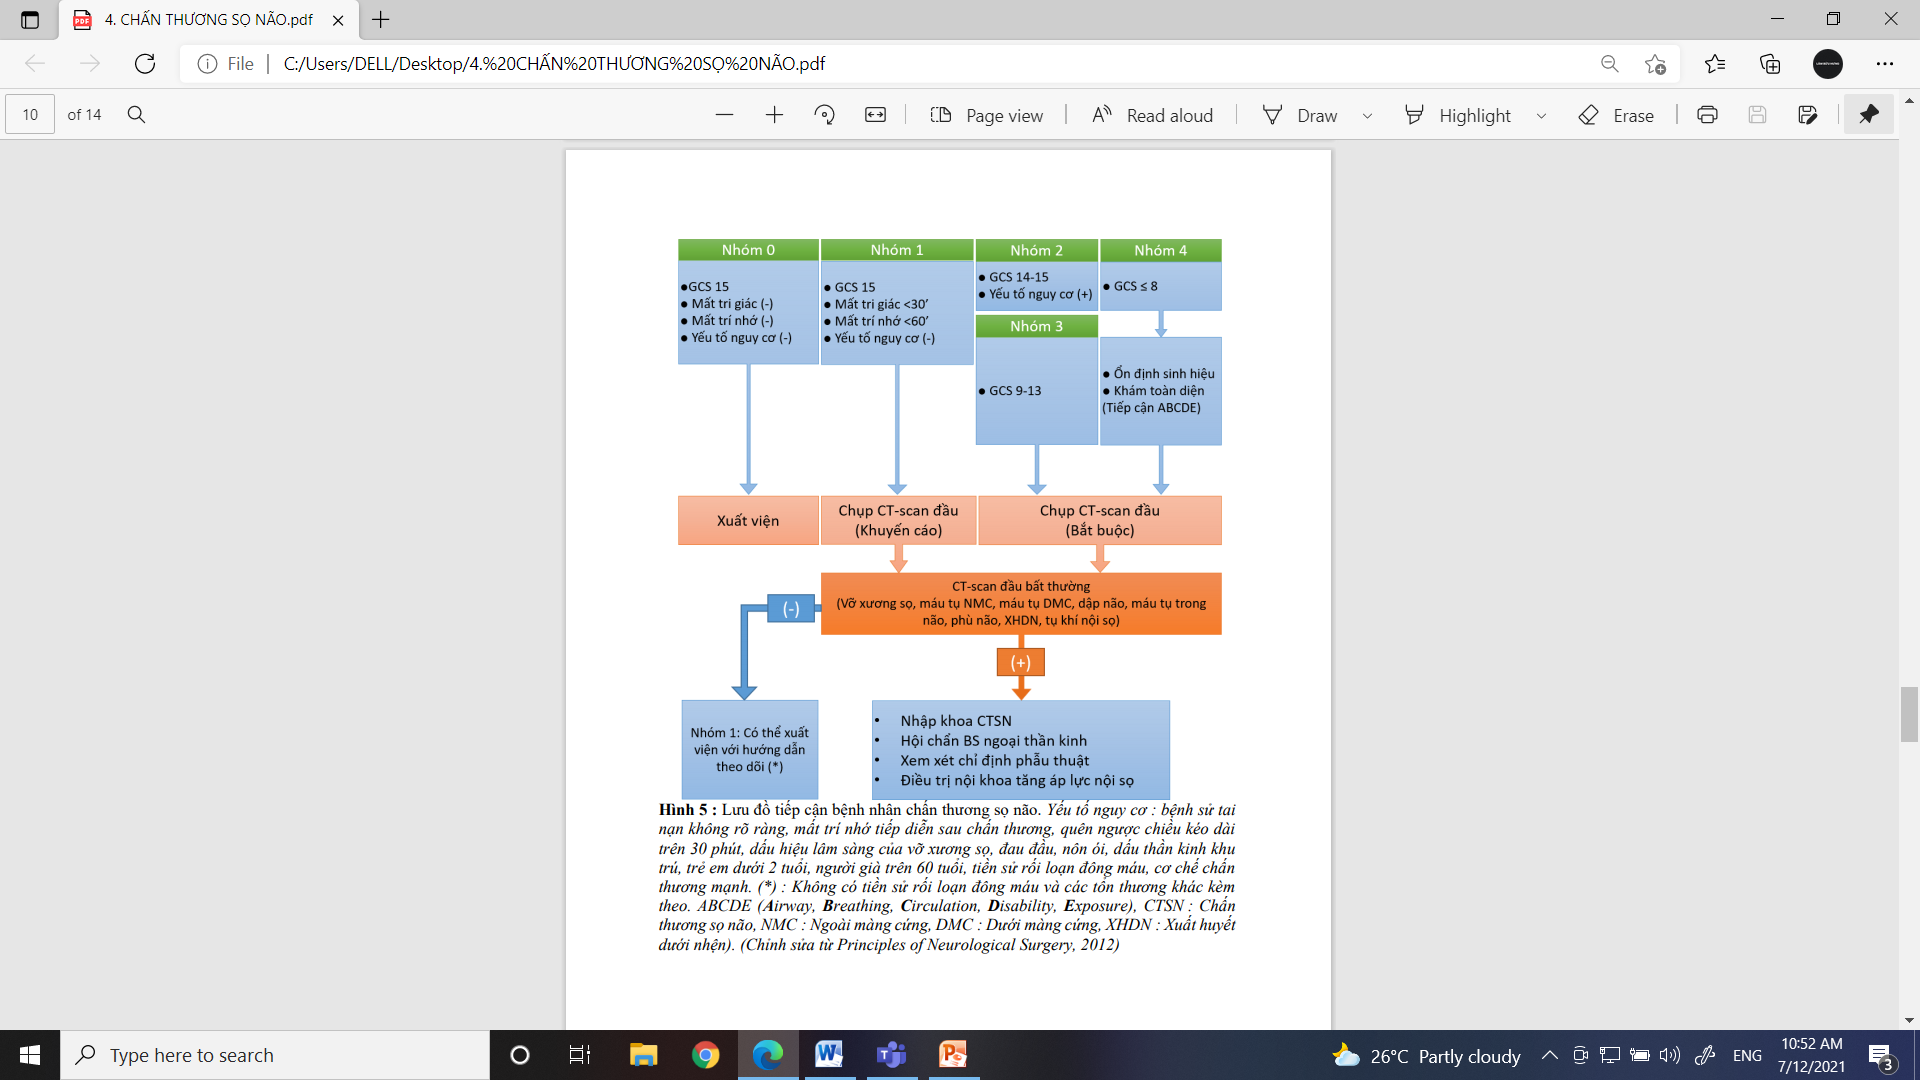 4. CHẤN THƯƠNG SỌ NÃO.pdf
File
C:/Users/DELL/Desktop/4.%20CHẤN%20THƯƠNG%20SỌ%20NÃO.pdf
10 of 14
Page view
Read aloud
Draw
Highlight
Erase
Nhóm 0
●GCS 15
● Mất tri giác (-)
● Mất trí nhớ (-)
● Yếu tố nguy cơ (-)
Nhóm 1
● GCS 15
● Mất tri giác <30’
● Mất trí nhớ <60’
● Yếu tố nguy cơ (-)
Nhóm 2
● GCS 14-15
● Yếu tố nguy cơ (+)
Nhóm 3
● GCS 9-13
Nhóm 4
● GCS ≤ 8
● Ổn định sinh hiệu
● Khám toàn diện
(Tiếp cận ABCDE)
Xuất viện
Chụp CT-scan đầu
(Khuyến cáo)
Chụp CT-scan đầu
(Bắt buộc)
CT-scan đầu bất thường
(Vỡ xương sọ, máu tụ NMC, máu tụ DMC, dập não, máu tụ trong
não, phù não, XHDN, tụ khí nội sọ)
(-)
(+)
Nhóm 1: Có thể xuất
viện với hướng dẫn
theo dõi (*)
• Nhập khoa CTSN
• Hội chẩn BS ngoại thần kinh
• Xem xét chỉ định phẫu thuật
• Điều trị nội khoa tăng áp lực nội sọ
Hình 5 : Lưu đồ tiếp cận bệnh nhân chấn thương sọ não. Yếu tố nguy cơ : bệnh sử tai
nạn không rõ ràng, mất trí nhớ tiếp diễn sau chấn thương, quên ngược chiều kéo dài
trên 30 phút, dấu hiệu lâm sàng của vỡ xương sọ, đau đầu, nôn ói, dấu thần kinh khu
trú, trẻ em dưới 2 tuổi, người già trên 60 tuổi, tiền sử rối loạn đông máu, cơ chế chấn
thương mạnh. (*) : Không có tiền sử rối loạn đông máu và các tổn thương khác kèm
theo. ABCDE (Airway, Breathing, Circulation, Disability, Exposure), CTSN : Chấn
thương sọ não, NMC : Ngoài màng cứng, DMC : Dưới màng cứng, XHDN : Xuất huyết
dưới nhện). (Chỉnh sửa từ Principles of Neurological Surgery, 2012)
Type here to search
26°C Partly cloudy
ENG
10:52 AM
7/12/2021
3